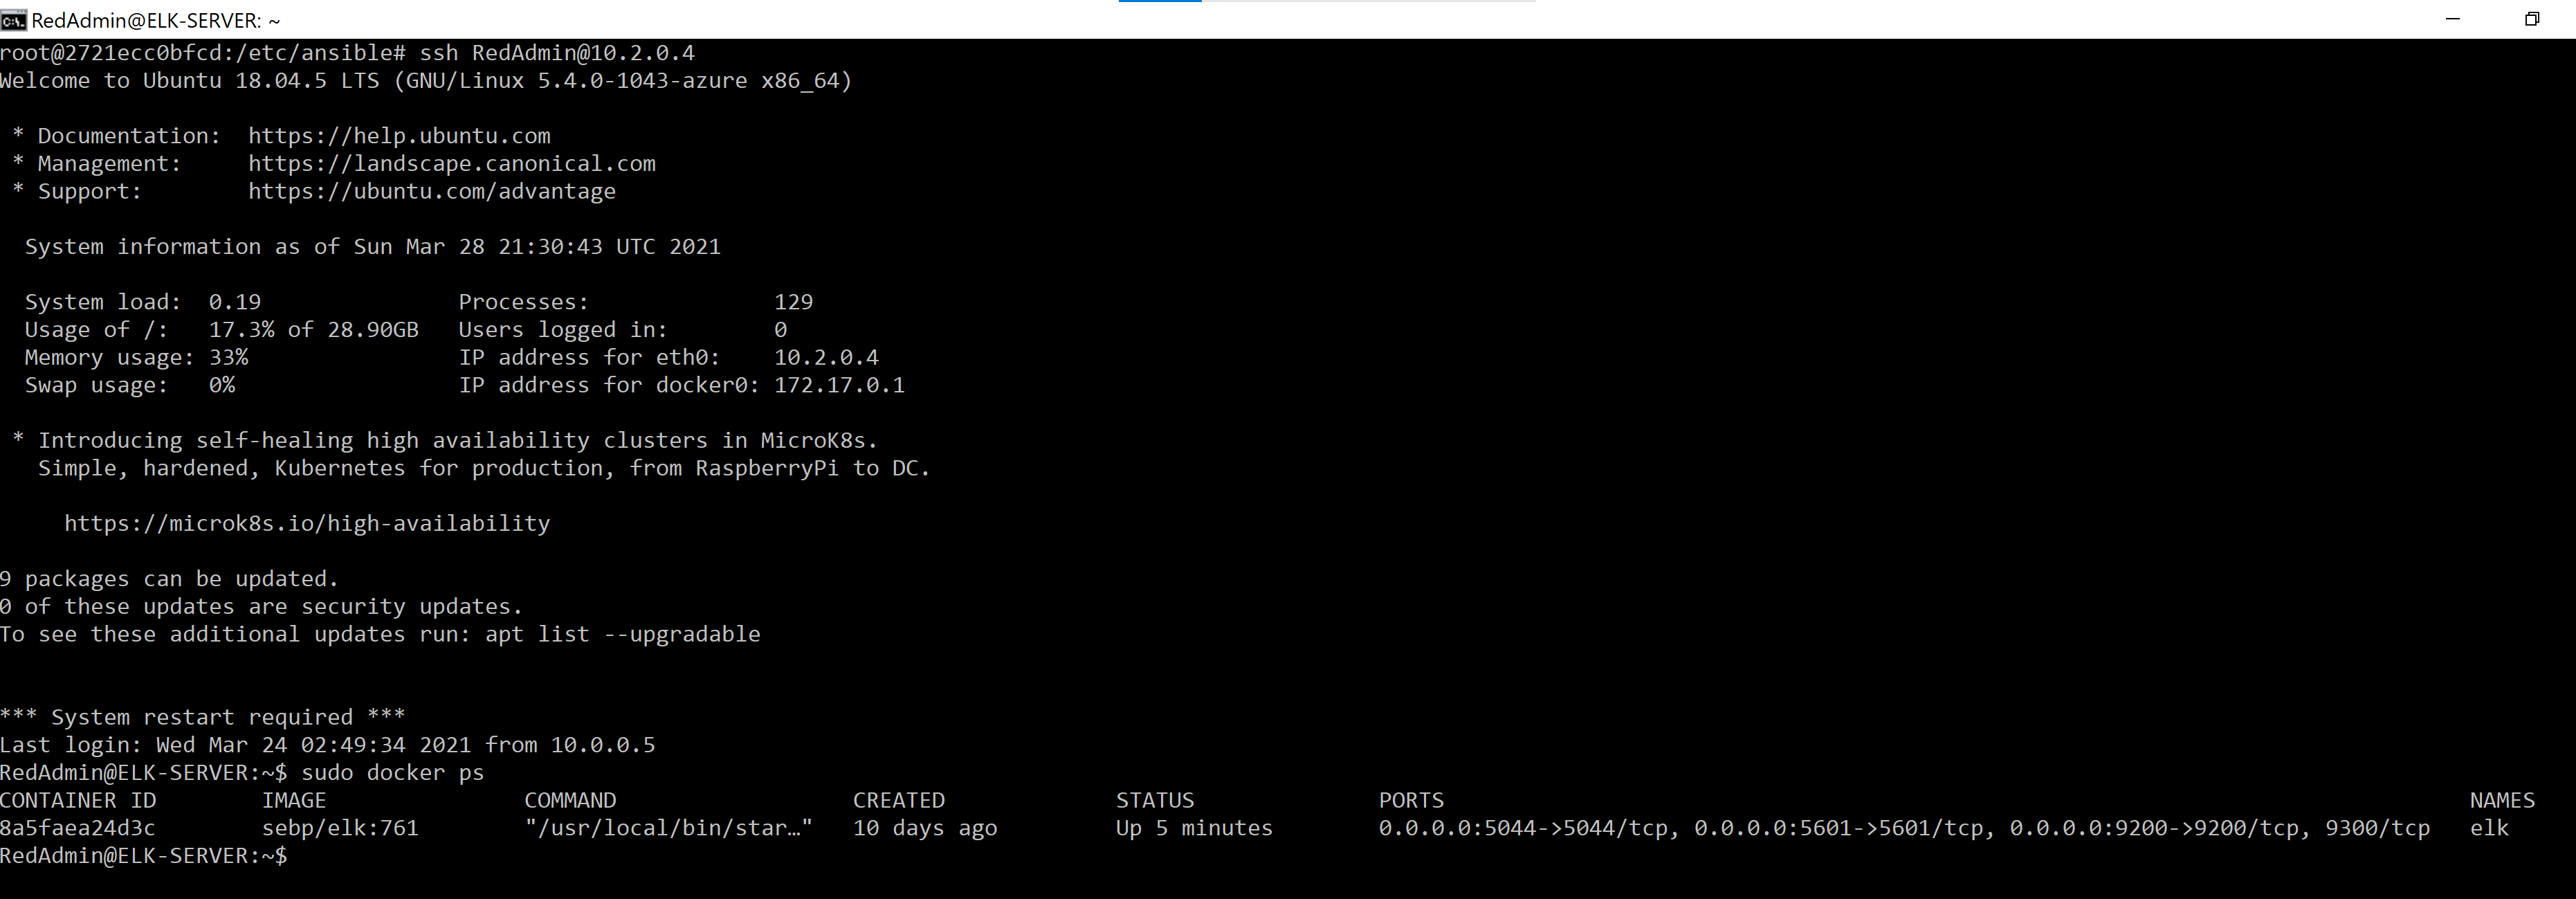 RedAdmin@ELK-SERVER: ~
root@2721ecc0bfcd:/etc/ansible# ssh RedAdmin@10.2.0.4
Welcome to Ubuntu 18.04.5 LTS (GNU/Linux 5.4.0-1043-azure x86_64)
* Documentation:  https://help.ubuntu.com
* Management:     https://landscape.canonical.com
* Support:        https://ubuntu.com/advantage
System information as of Sun Mar 28 21:30:43 UTC 2021
System load:  0.19               Processes:              129
Usage of /:   17.3% of 28.90GB   Users logged in:        0
Memory usage: 33%                IP address for eth0:    10.2.0.4
Swap usage:   0%                 IP address for docker0: 172.17.0.1
* Introducing self-healing high availability clusters in MicroK8s.
Simple, hardened, Kubernetes for production, from RaspberryPi to DC.
https://microk8s.io/high-availability
9 packages can be updated.
0 of these updates are security updates.
To see these additional updates run: apt list --upgradable
*** System restart required ***
Last login: Wed Mar 24 02:49:34 2021 from 10.0.0.5
RedAdmin@ELK-SERVER:~$ sudo docker ps
CONTAINER ID        IMAGE               COMMAND                  CREATED             STATUS              PORTS                                                                              NAMES
8a5faea24d3c        sebp/elk:761        "/usr/local/bin/star…"   10 days ago         Up 5 minutes        0.0.0.0:5044->5044/tcp, 0.0.0.0:5601->5601/tcp, 0.0.0.0:9200->9200/tcp, 9300/tcp   elk
RedAdmin@ELK-SERVER:~$